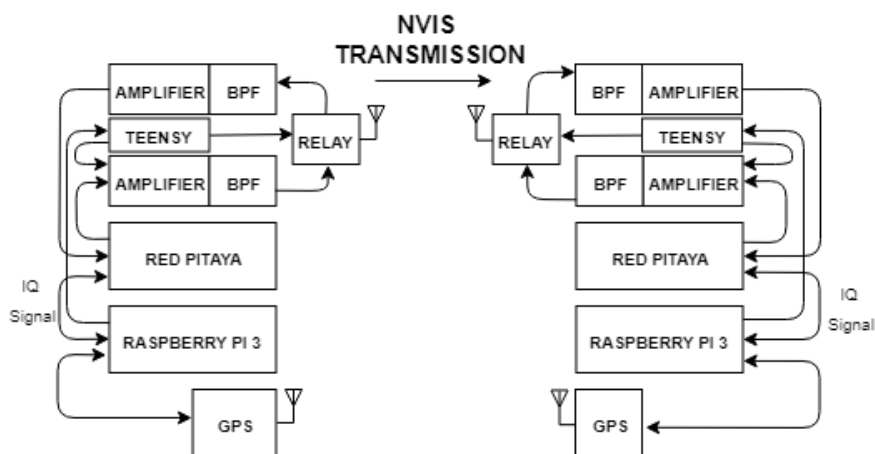 NVIS
TRANSMISSION
AMPLIFIER BPF
BPF AMPLIFIER
TEENSY
RELAY
RELAY
TEENSY
AMPLIFIER BPF
BPF AMPLIFIER
RED PITAYA
RED PITAYA
IQ
Signal
IQ
Signal
RASPBERRY PI 3
RASPBERRY PI 3
GPS
GPS